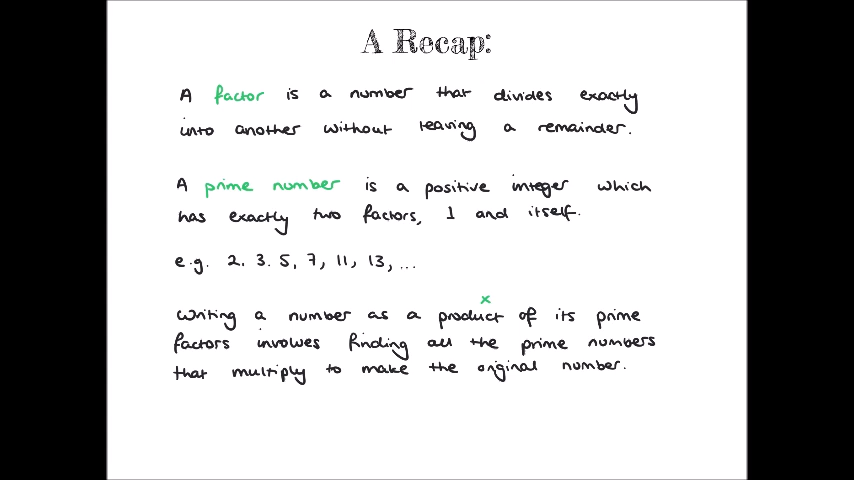 A Recap:
A factor is a number that divides exactly
into another without leaving a remainder.
A prime number is a positive integer which
has exactly two factors, 1 and itself.
e.g. 2. 3. 5, 7, 11, 13, ...
×
Writing a number as a product of its prime
factors involves finding all the prime numbers
that multiply to make the original number.